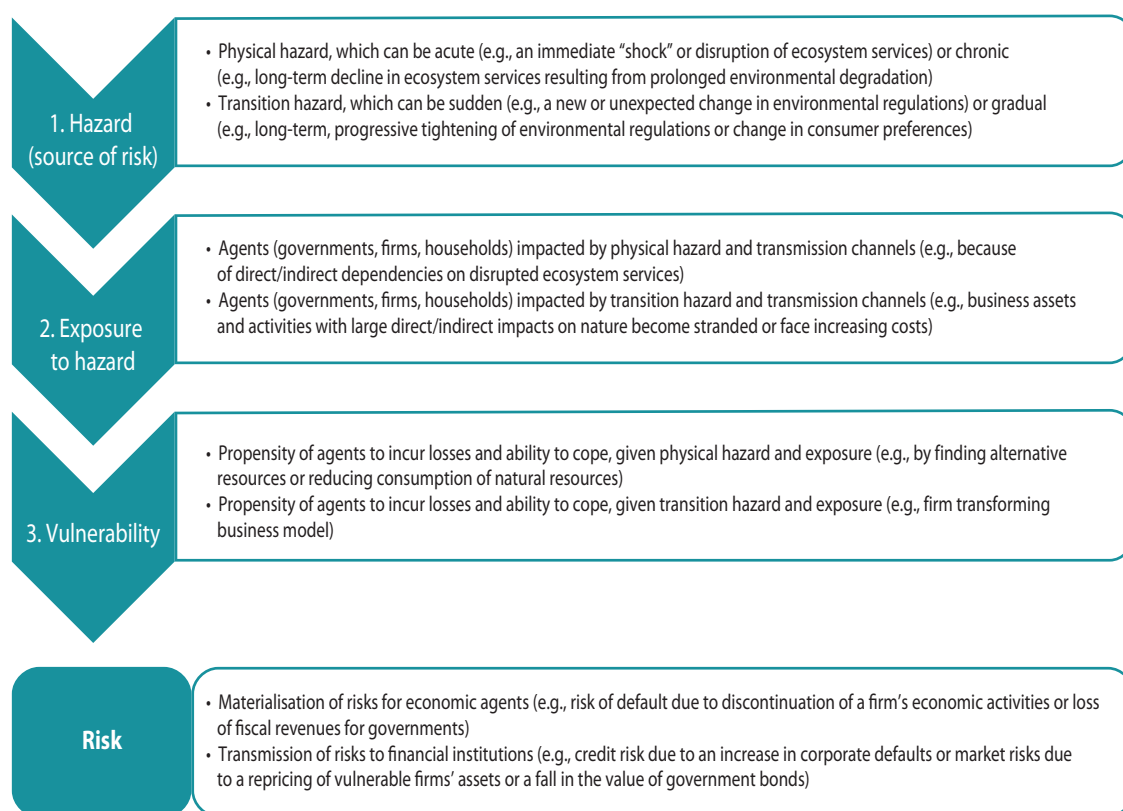 1. Hazard
(source of risk)
• Physical hazard, which can be acute (e.g., an immediate “shock” or disruption of ecosystem services) or chronic
(e.g., long-term decline in ecosystem services resulting from prolonged environmental degradation)
• Transition hazard, which can be sudden (e.g., a new or unexpected change in environmental regulations) or gradual
(e.g., long-term, progressive tightening of environmental regulations or change in consumer preferences)
2. Exposure
to hazard
• Agents (governments, firms, households) impacted by physical hazard and transmission channels (e.g., because
of direct/indirect dependencies on disrupted ecosystem services)
• Agents (governments, firms, households) impacted by transition hazard and transmission channels (e.g., business assets
and activities with large direct/indirect impacts on nature become stranded or face increasing costs)
3. Vulnerability
• Propensity of agents to incur losses and ability to cope, given physical hazard and exposure (e.g., by finding alternative
resources or reducing consumption of natural resources)
• Propensity of agents to incur losses and ability to cope, given transition hazard and exposure (e.g., firm transforming
business model)
Risk
• Materialisation of risks for economic agents (e.g., risk of default due to discontinuation of a firm’s economic activities or loss
of fiscal revenues for governments)
• Transmission of risks to financial institutions (e.g., credit risk due to an increase in corporate defaults or market risks due
to a repricing of vulnerable firms’ assets or a fall in the value of government bonds)